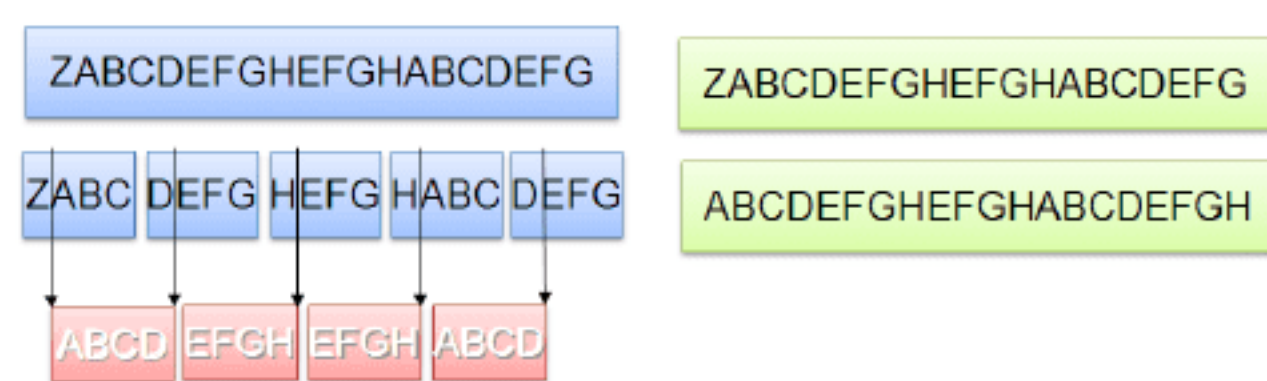 ZABCDEFGHEFGHABCDEFG
ZABC DEFG HEFG HABC DEFG
ABCD EFGH EFGH ABCD
ZABCDEFGHEFGHABCDEFG
ABCDEFGHEFGHABCDEFGH